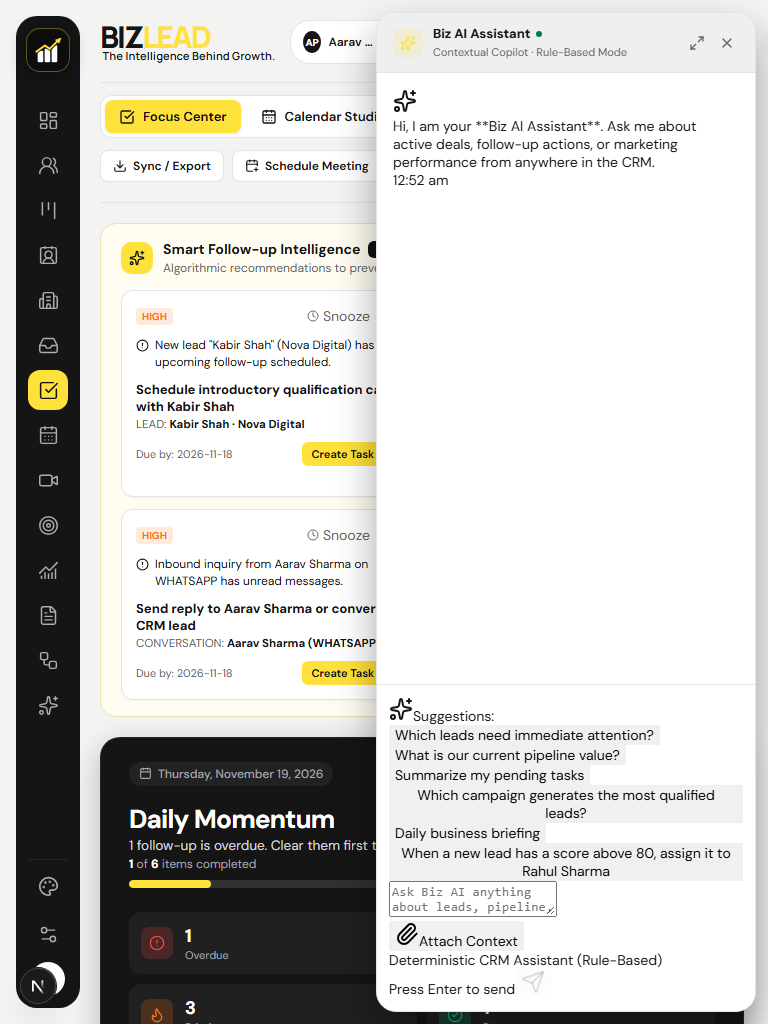 BIZLEAD
The Intelligence Behind Growth.
AP Aarav ...
Focus Center
Calendar Studi
Sync / Export
Schedule Meeting
Smart Follow-up Intelligence
Algorithmic recommendations to preve
HIGH
Snooze
New lead "Kabir Shah" (Nova Digital) has
upcoming follow-up scheduled.
Schedule introductory qualification ca
with Kabir Shah
LEAD: Kabir Shah · Nova Digital
Due by: 2026-11-18
Create Task
HIGH
Snooze
Inbound inquiry from Aarav Sharma on
WHATSAPP has unread messages.
Send reply to Aarav Sharma or conver
CRM lead
CONVERSATION: Aarav Sharma (WHATSAPP
Due by: 2026-11-18
Create Task
Thursday, November 19, 2026
Daily Momentum
1 follow-up is overdue. Clear them first t
1 of 6 items completed
1
Overdue
3
N
Biz AI Assistant
Contextual Copilot · Rule-Based Mode
Hi, I am your **Biz AI Assistant**. Ask me about
active deals, follow-up actions, or marketing
performance from anywhere in the CRM.
12:52 am
Suggestions:
Which leads need immediate attention?
What is our current pipeline value?
Summarize my pending tasks
Which campaign generates the most qualified
leads?
Daily business briefing
When a new lead has a score above 80, assign it to
Rahul Sharma
Ask Biz AI anything
about leads, pipeline,
Attach Context
Deterministic CRM Assistant (Rule-Based)
Press Enter to send